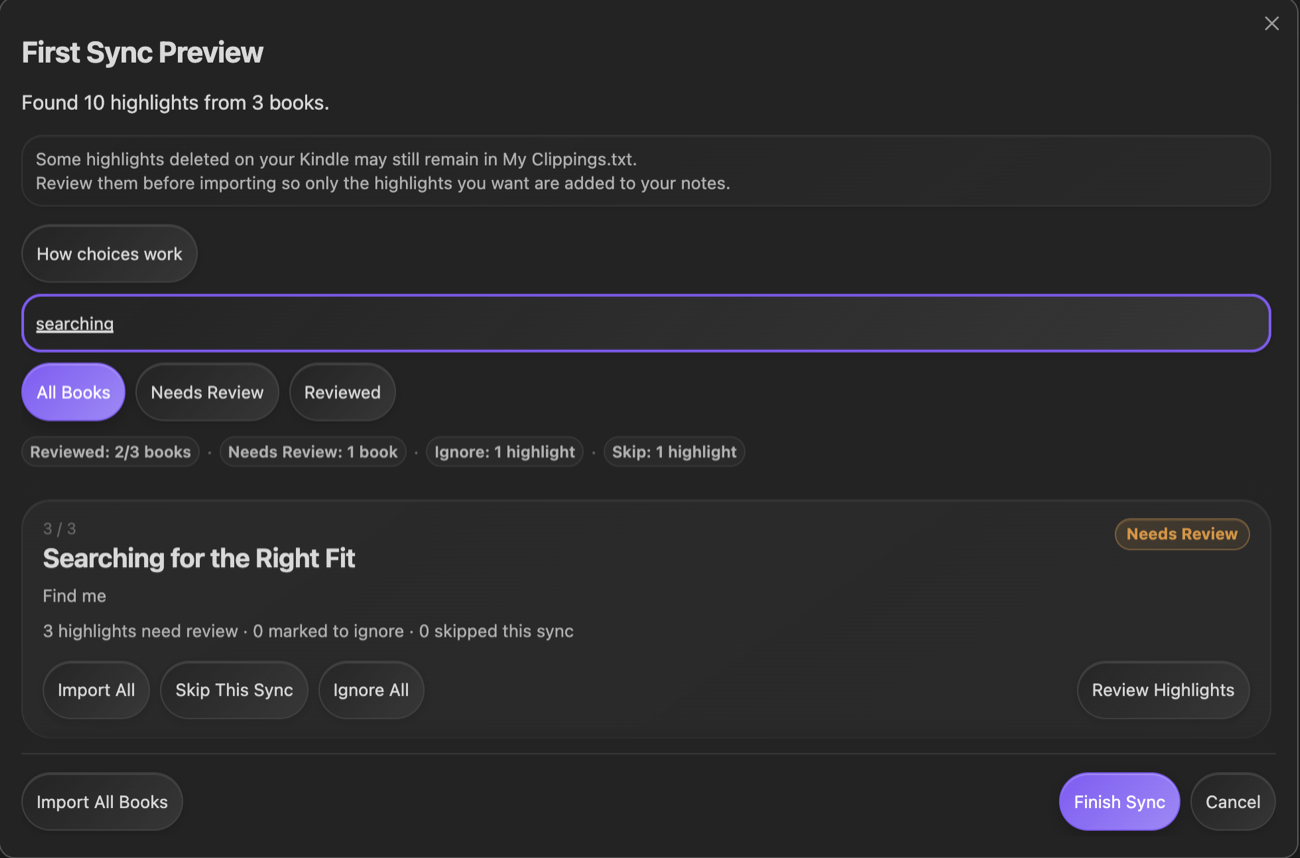 First Sync Preview
Found 10 highlights from 3 books.
Some highlights deleted on your Kindle may still remain in My Clippings.txt.
Review them before importing so only the highlights you want are added to your notes.
How choices work
searching
All Books Needs Review Reviewed
Reviewed: 2/3 books · Needs Review: 1 book · Ignore: 1 highlight · Skip: 1 highlight
3 / 3
Needs Review
Searching for the Right Fit
Find me
3 highlights need review · 0 marked to ignore · 0 skipped this sync
Import All Skip This Sync Ignore All Review Highlights
Import All Books Finish Sync Cancel